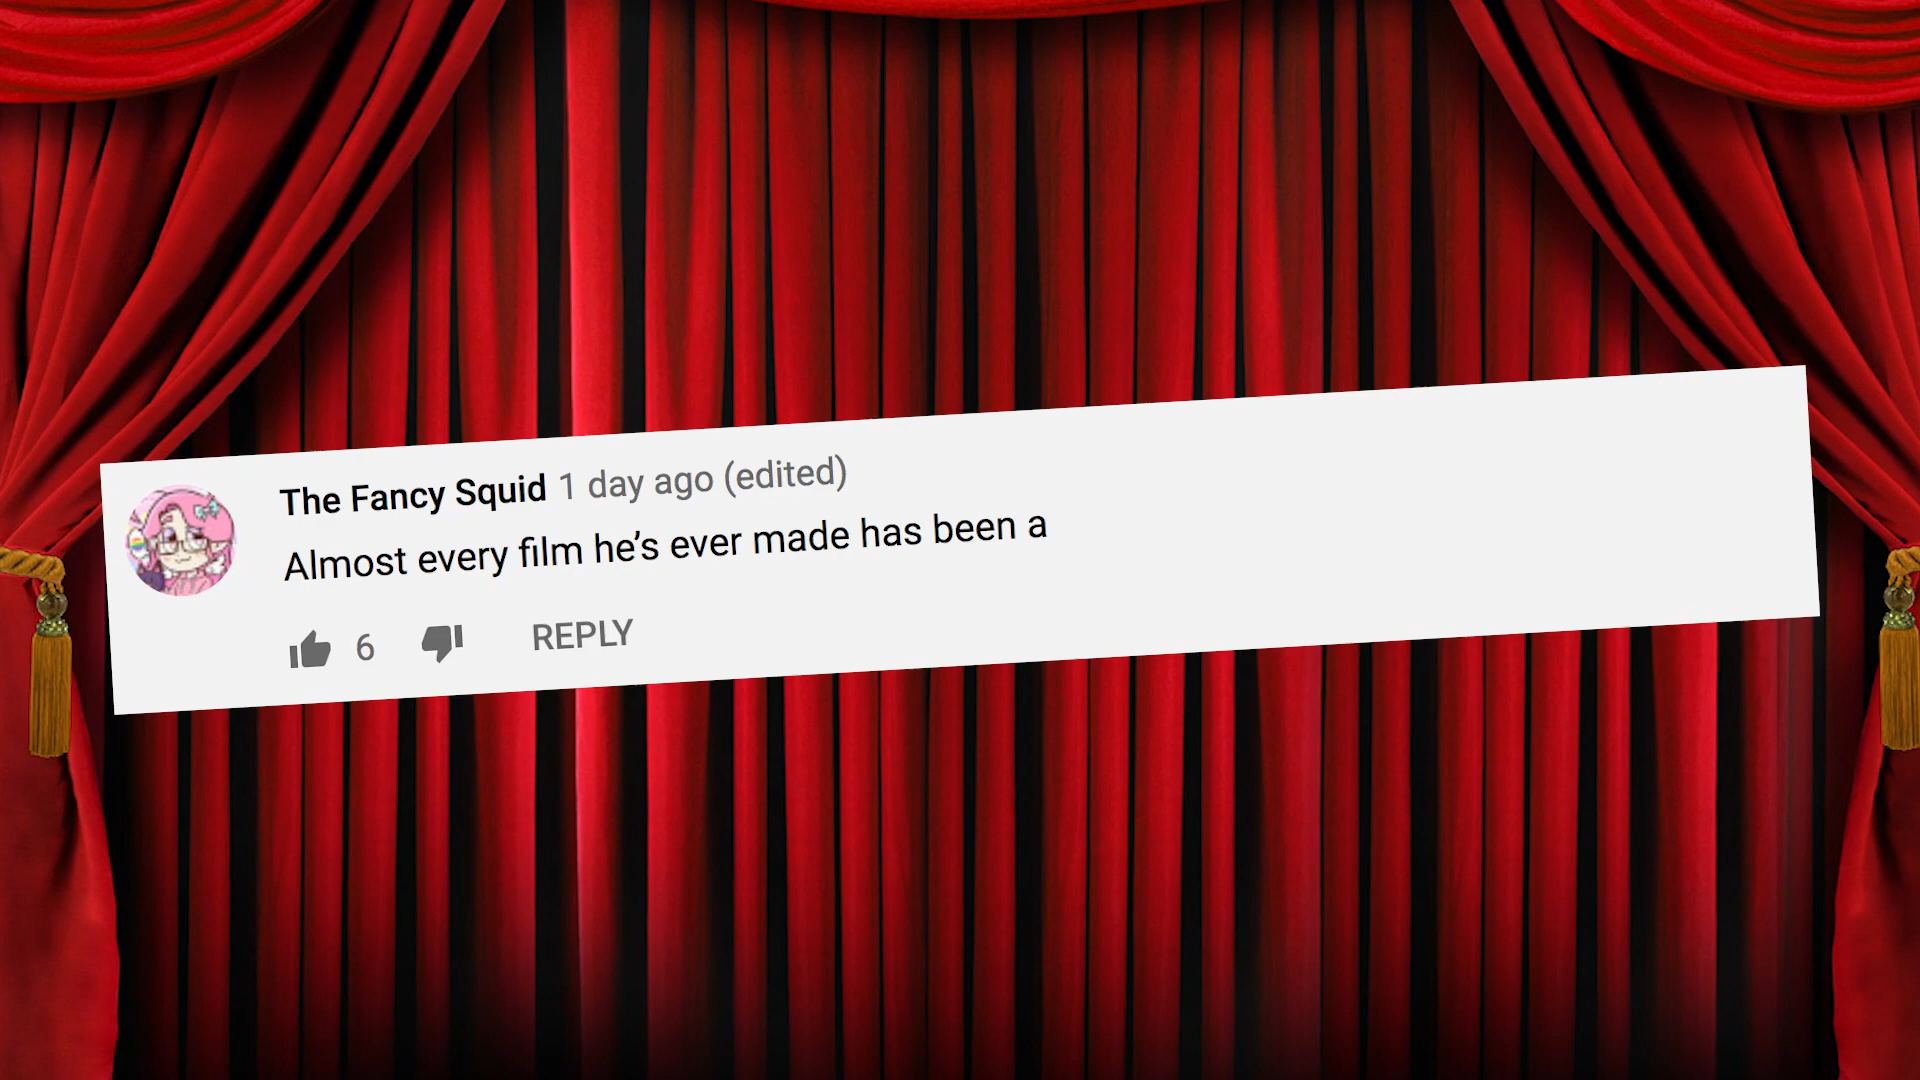 The Fancy Squid 1 day ago (edited)
Almost every film he’s ever made has been a
6 REPLY